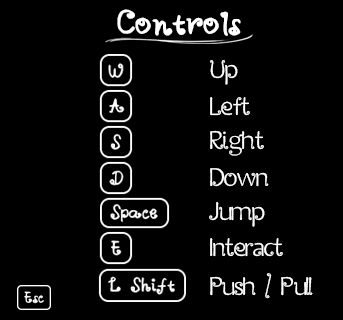 Controls
W Up
A Left
S Right
D Down
Space Jump
E Interact
L Shift Push / Pull
Esc